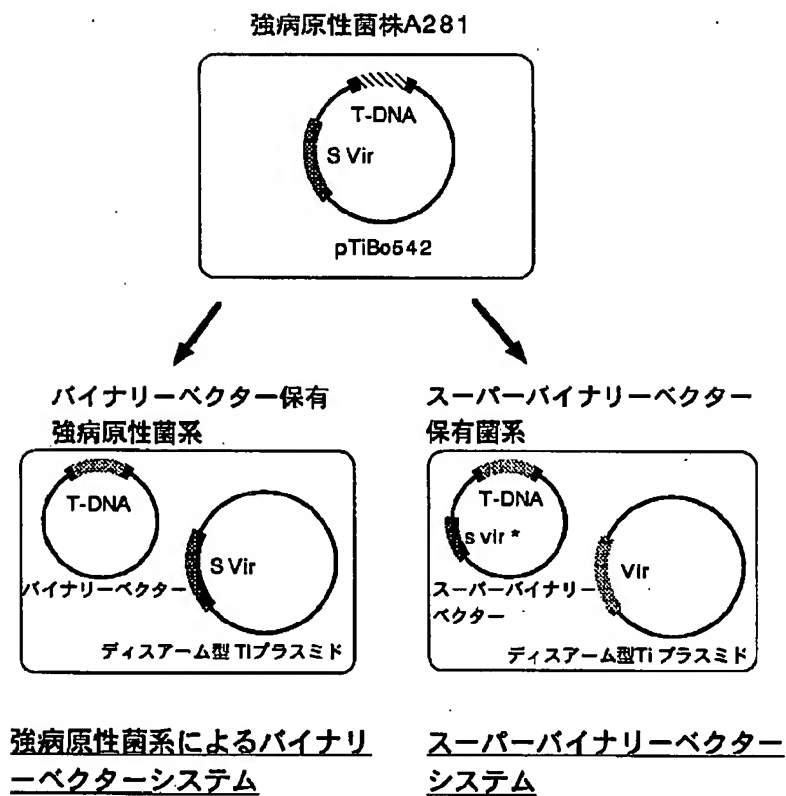 強病原性菌株A281
T-DNA
S Vir
pTiBo542
バイナリーベクター保有
強病原性菌系
T-DNA
S Vir
バイナリーベクター
ディスアーム型 Tiプラスミド
スーパーバイナリーベクター
保有菌系
T-DNA
s vir *
スーパーバイナリー
ベクター
Vir
ディスアーム型Ti プラスミド
強病原性菌系によるバイナリ
ーベクターシステム
スーパーバイナリーベクター
システム